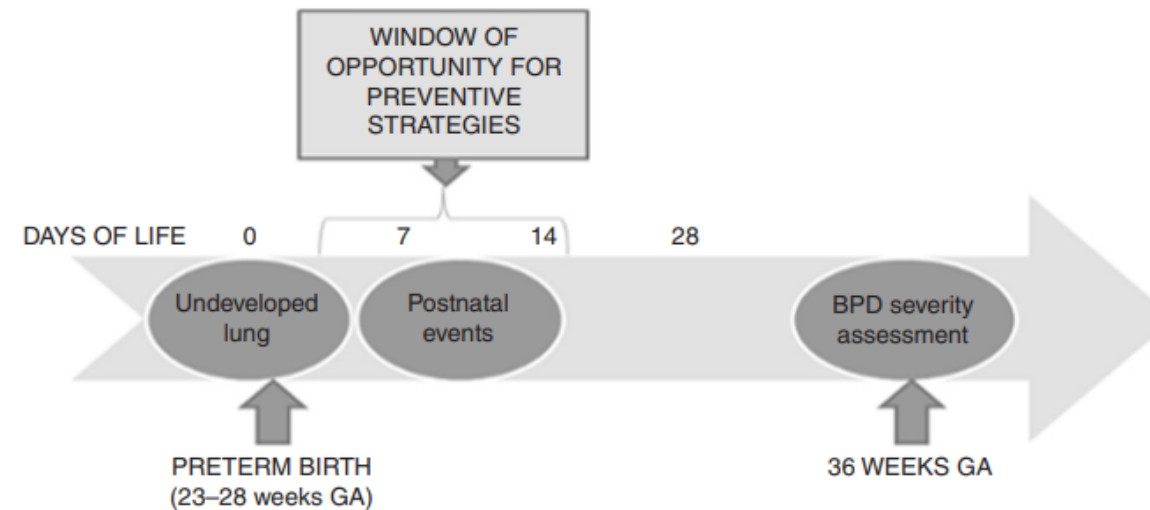 WINDOW OF
OPPORTUNITY FOR
PREVENTIVE
STRATEGIES
DAYS OF LIFE 0 7 14 28
Undeveloped
lung
Postnatal
events
BPD severity
assessment
PRETERM BIRTH
(23–28 weeks GA)
36 WEEKS GA